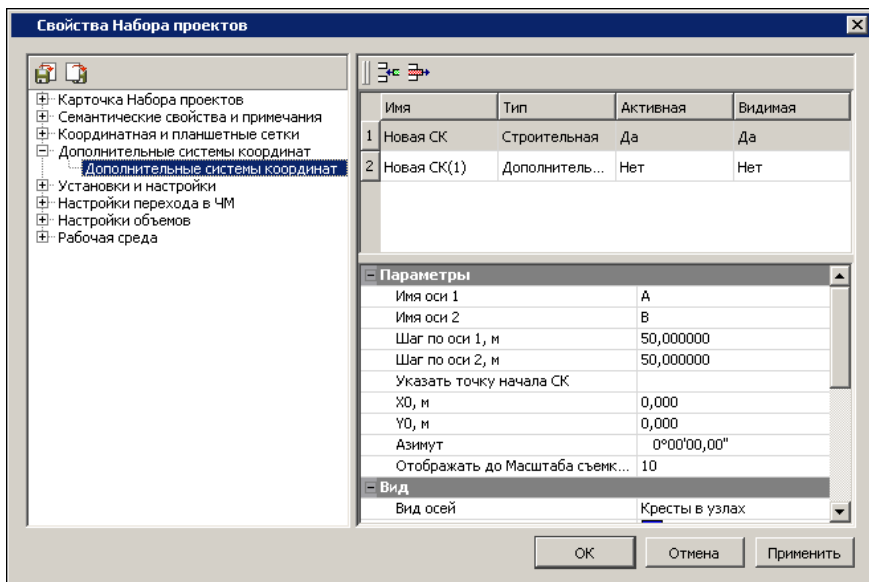 Свойства Набора проектов
Карточка Набора проектов
Семантические свойства и примечания
Координатная и планшетные сетки
Дополнительные системы координат
Дополнительные системы координат
Установки и настройки
Настройки перехода в ЧМ
Настройки объемов
Рабочая среда
Имя Тип Активная Видимая
1 Новая СК Строительная Да Да
2 Новая СК(1) Дополнитель... Нет Нет
Параметры
Имя оси 1 A
Имя оси 2 B
Шаг по оси 1, м 50,000000
Шаг по оси 2, м 50,000000
Указать точку начала СК
X0, м 0,000
Y0, м 0,000
Азимут 0°00'00,00"
Отображать до Масштаба съемк... 10
Вид
Вид осей Кресты в узлах
OK Отмена Применить